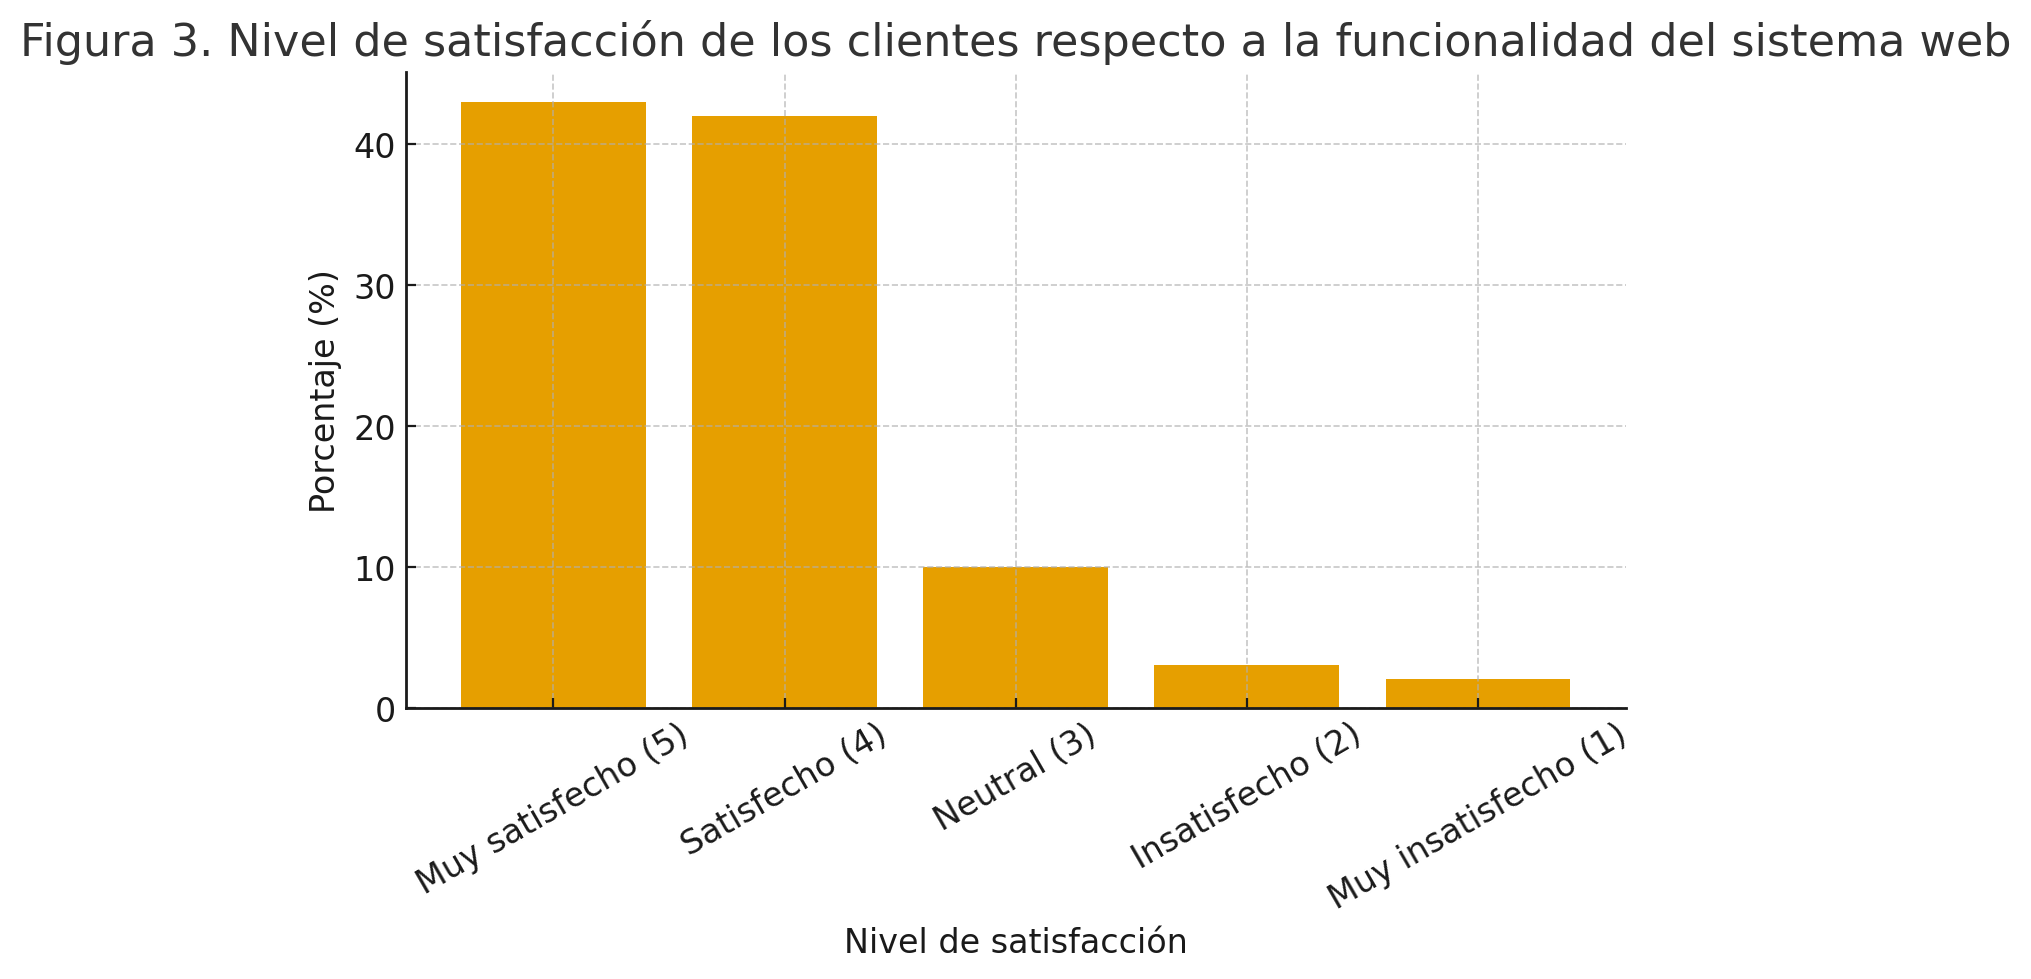 Figura 3. Nivel de satisfacción de los clientes respecto a la funcionalidad del sistema web
Porcentaje (%)
40
30
20
10
0
Muy satisfecho (5)
Satisfecho (4)
Neutral (3)
Insatisfecho (2)
Muy insatisfecho (1)
Nivel de satisfacción